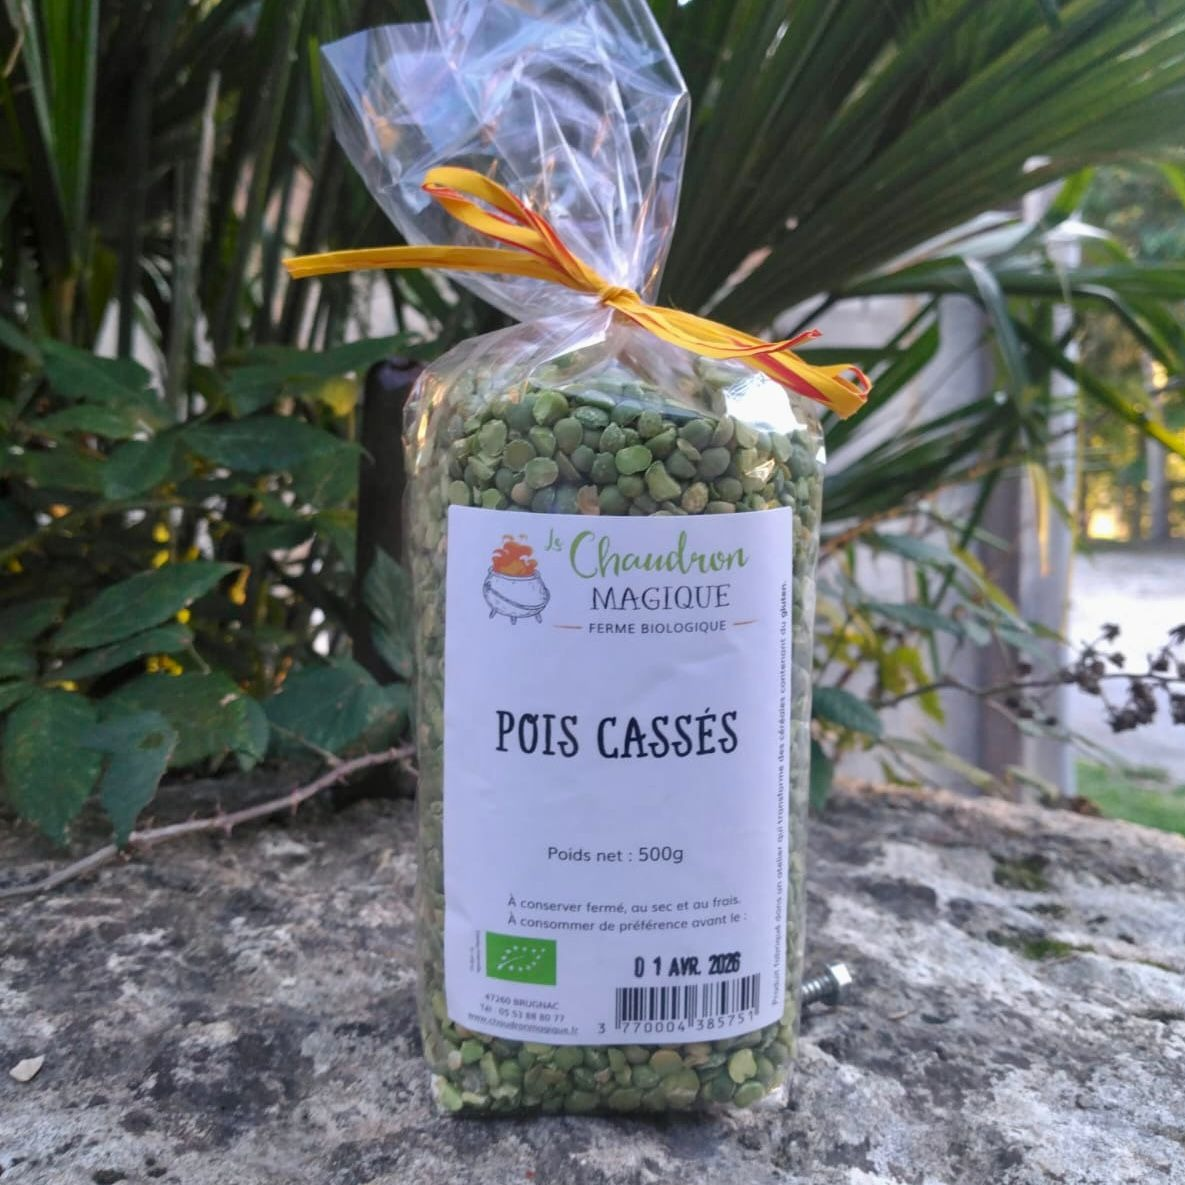 Chaudron
MAGIQUE
FERME BIOLOGIQUE
POIS CASSÉS
Poids net : 500g
À conserver fermé, au sec et au frais.
À consommer de préférence avant le :
0 1 AVR. 2026
47260 BRUGNAC
Tél : 05 53 88 80 77
www.chaudronmagique.fr
3 770004 385751
Produit fabriqué dans un atelier qui transforme des céréales contenant du gluten.